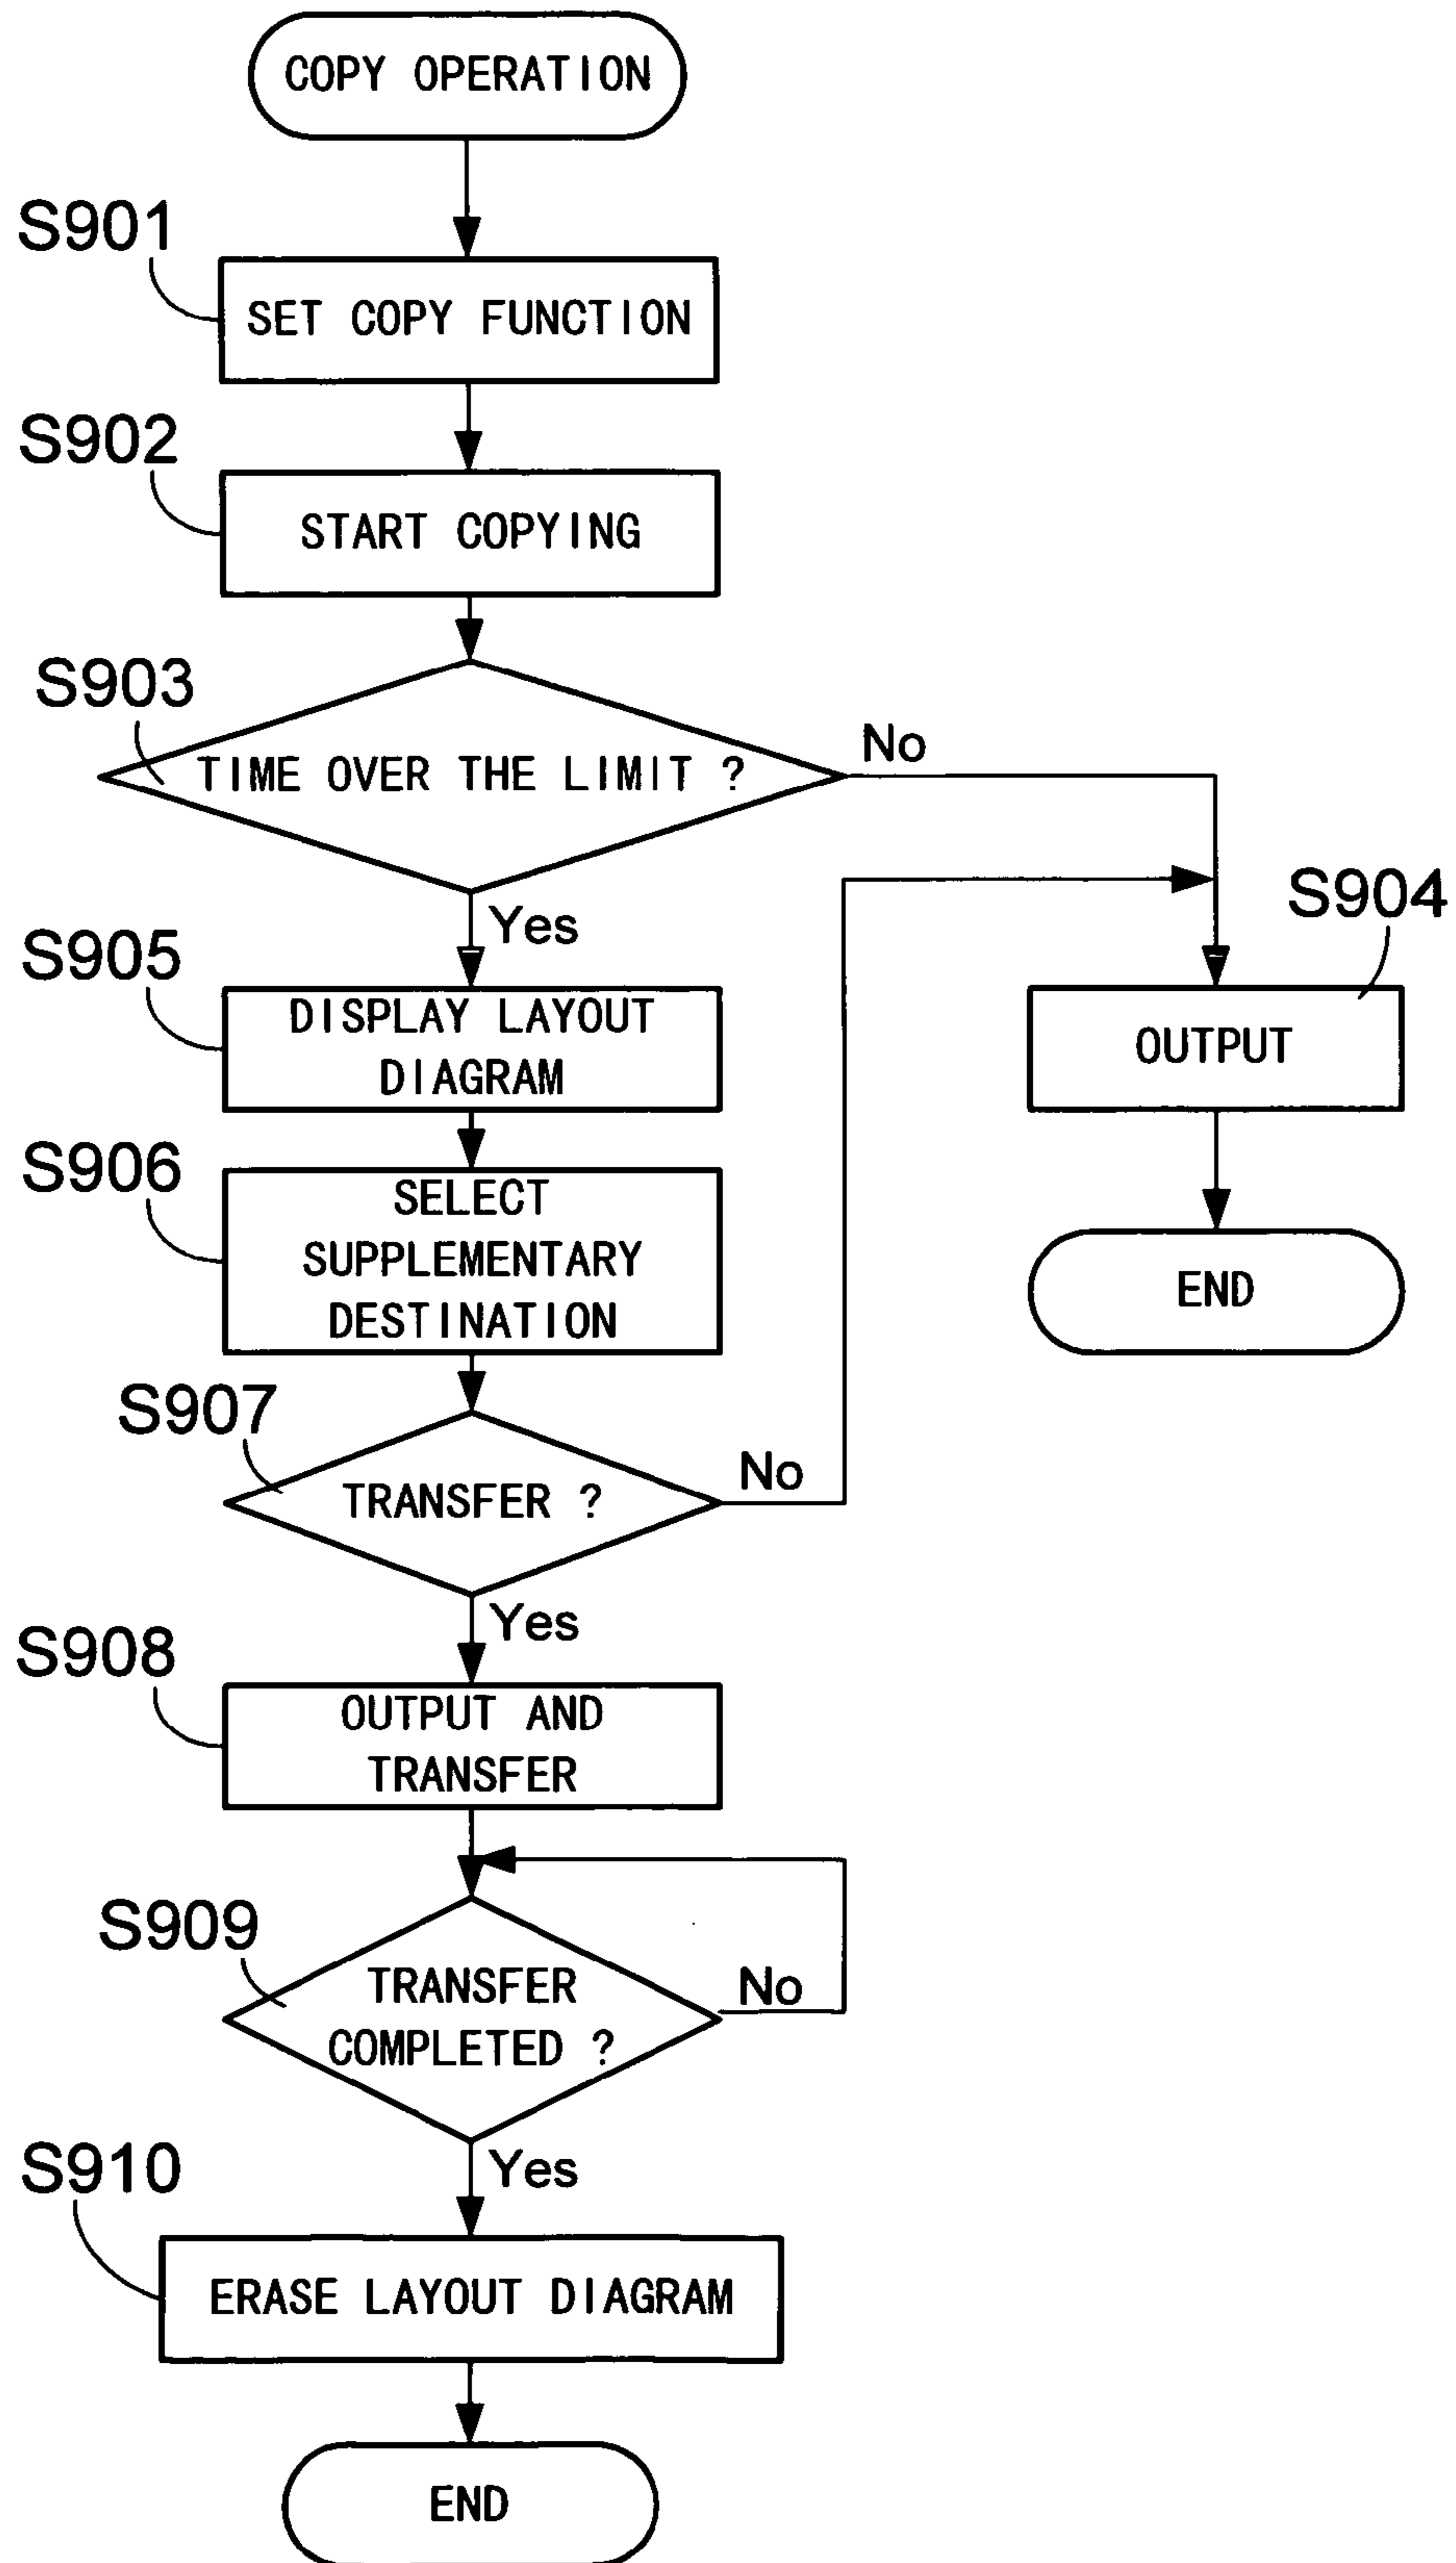 COPY OPERATION
S901
SET COPY FUNCTION
S902
START COPYING
S903
TIME OVER THE LIMIT ?
No
Yes
S904
OUTPUT
END
S905
DISPLAY LAYOUT
DIAGRAM
S906
SELECT
SUPPLEMENTARY
DESTINATION
S907
TRANSFER ?
No
Yes
S908
OUTPUT AND
TRANSFER
S909
TRANSFER
COMPLETED ?
No
Yes
S910
ERASE LAYOUT DIAGRAM
END